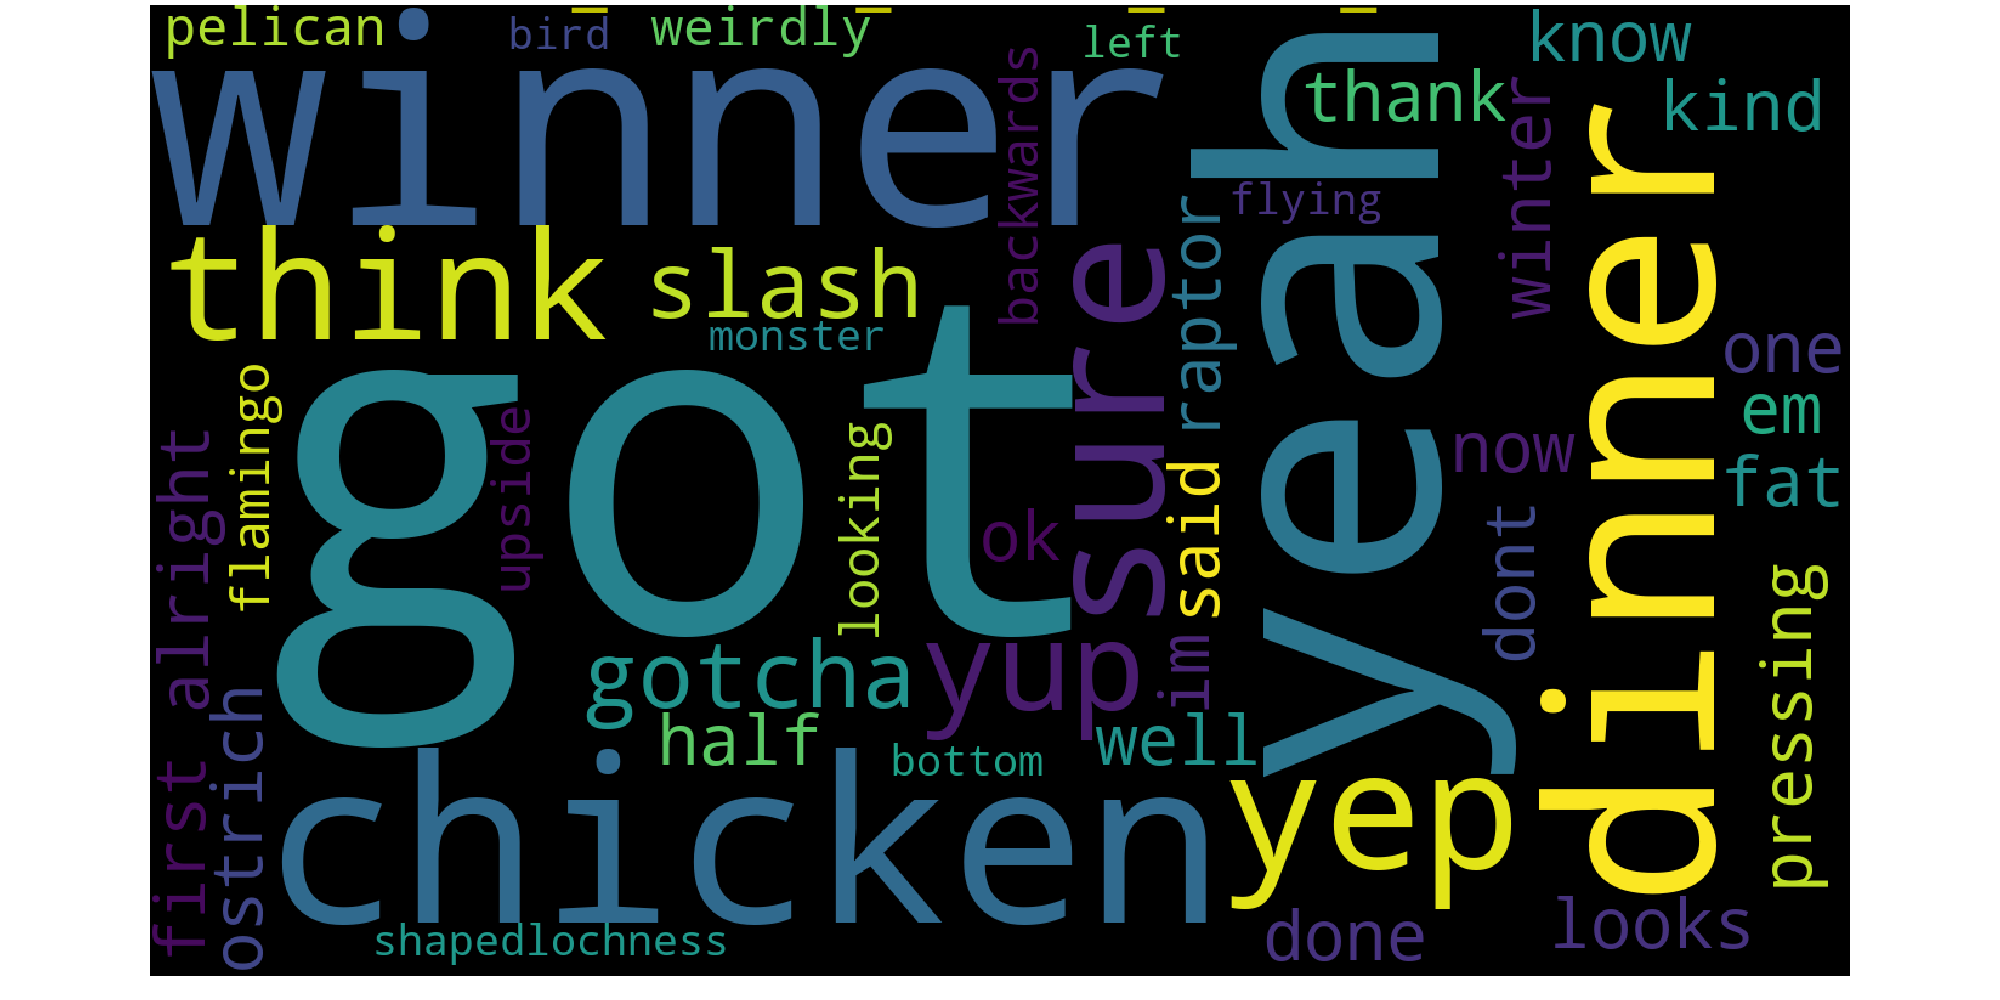 pelican
bird
weirdly
left
know
winner
thank
kind
backwards
winter
flying
think
slash
raptor
yeah
dinner
monster
sure
one
flamingo
got
em
upside
looking
said
now
fat
alright
ok
dont
pressing
gotcha
yup
im
half
well
bottom
first
ostrich
chicken
yep
shapedlochness
done
looks